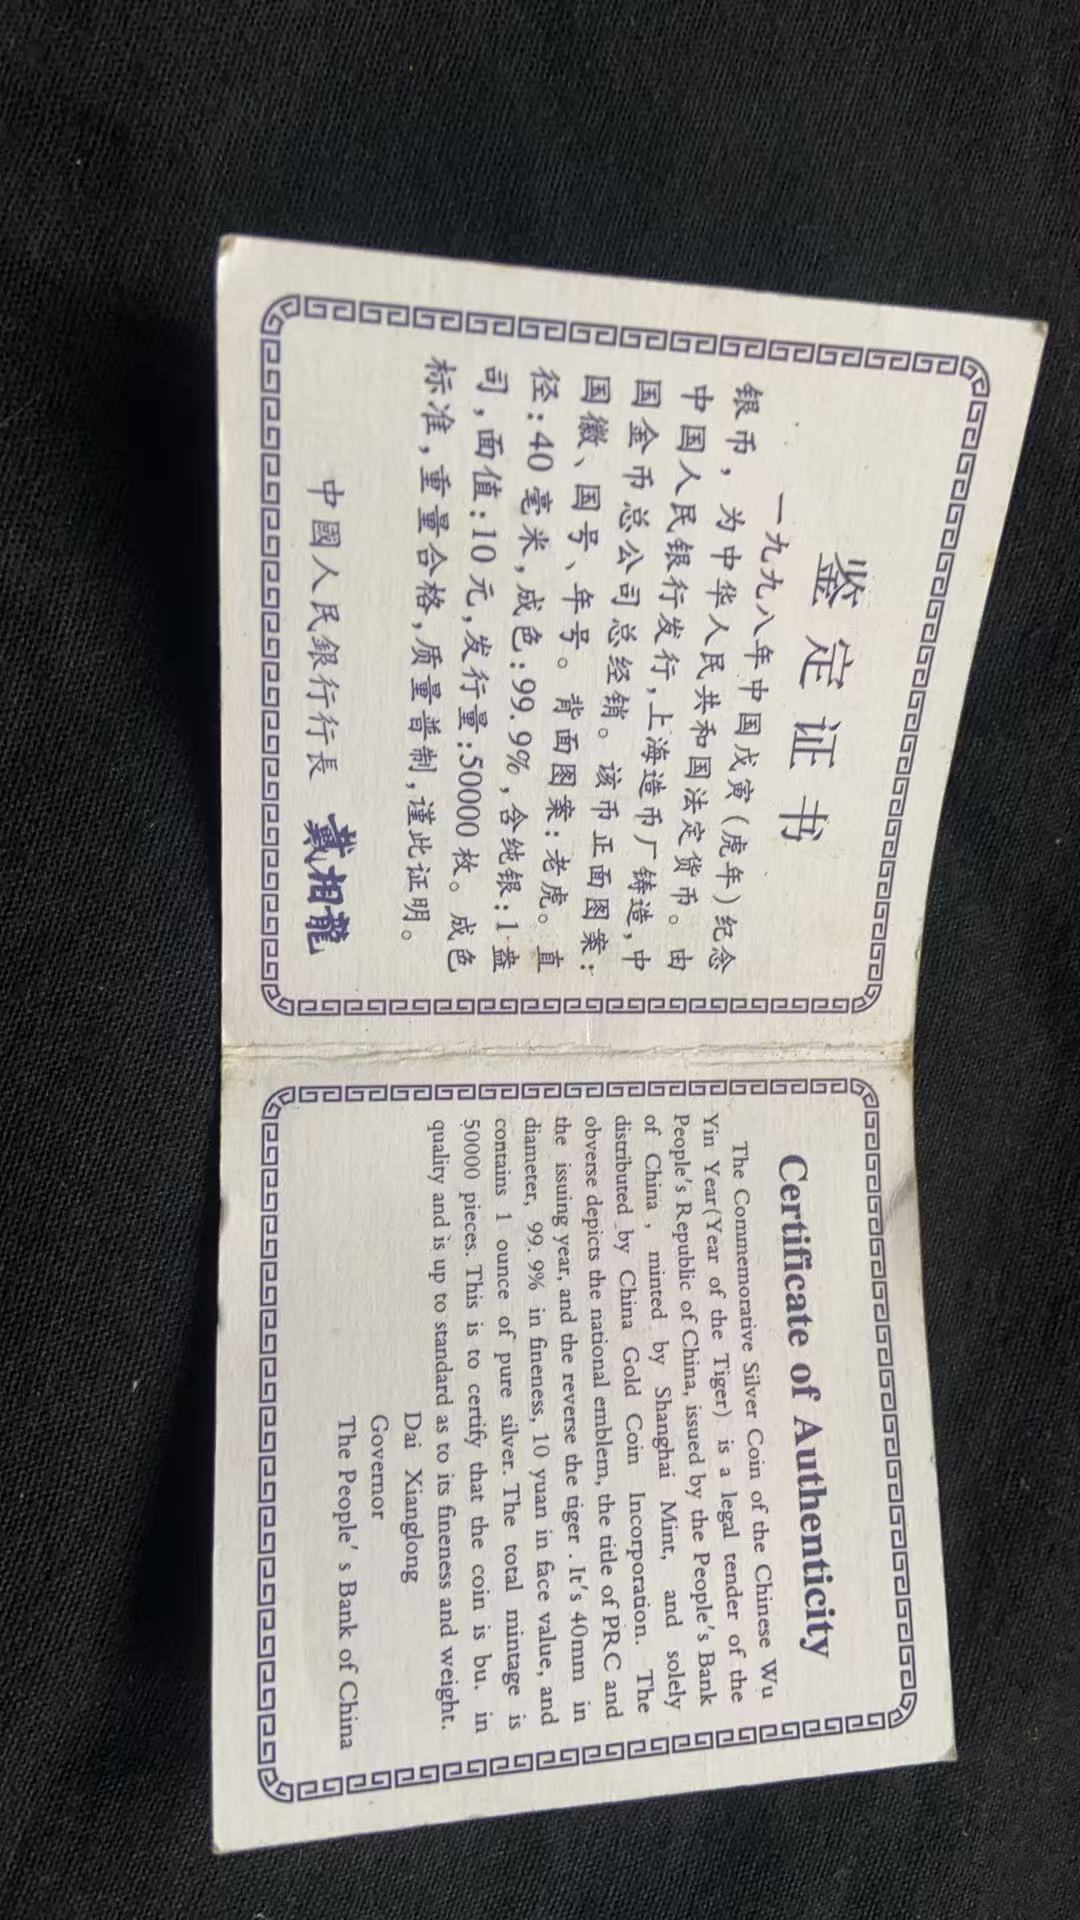 鉴定证书
一九九八年中国戊寅(虎年)纪念
银币，为中华人民共和国法定货币。由
中国人民银行发行,上海造币厂铸造,中
国金币总公司总经销。该币正面图案:
国徽、国号、年号。背面图案:老虎。直
径:40毫米,成色:99.9%,含纯银:1盎
司,面值:10元,发行量:50000枚。成色
标准,重量合格,质量普制,谨此证明。
中國人民銀行行長 戴相龍
Certificate of Authenticity
The Commemorative Silver Coin of the Chinese Wu
Yin Year(Year of the Tiger) is a legal tender of the
People's Republic of China, issued by the People's Bank
of China , minted by Shanghai Mint, and solely
distributed by China Gold Coin Incorporation. The
obverse depicts the national emblem, the title of PRC and
the issuing year, and the reverse the tiger . It's 40mm in
diameter, 99.9% in fineness, 10 yuan in face value, and
contains 1 ounce of pure silver. The total mintage is
50000 pieces. This is to certify that the coin is bu. in
quality and is up to standard as to its fineness and weight.
Dai Xianglong
Governor
The People's Bank of China